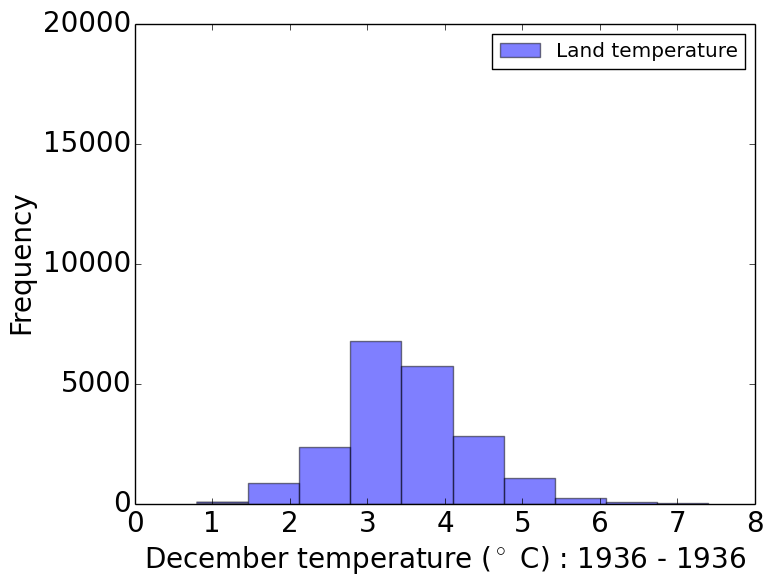 20000
15000
10000
5000
0
Frequency
Land temperature
0 1 2 3 4 5 6 7 8
December temperature (° C) : 1936 - 1936